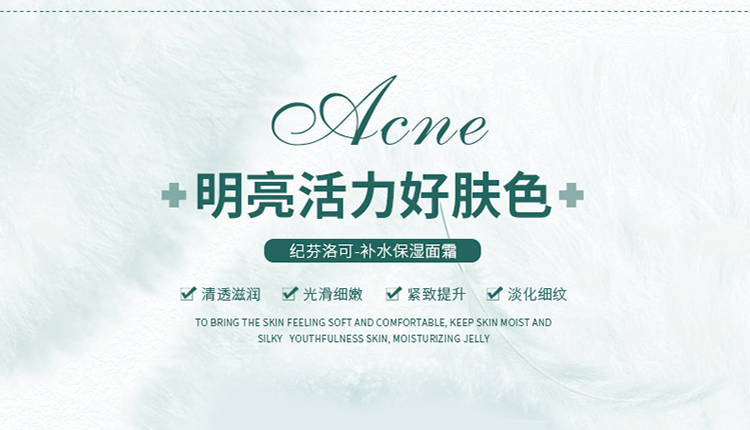 Acne
明亮活力好肤色
纪芬洛可-补水保湿面霜
清透滋润 光滑细嫩 紧致提升 淡化细纹
TO BRING THE SKIN FEELING SOFT AND COMFORTABLE, KEEP SKIN MOIST AND
SILKY YOUTHFULNESS SKIN, MOISTURIZING JELLY